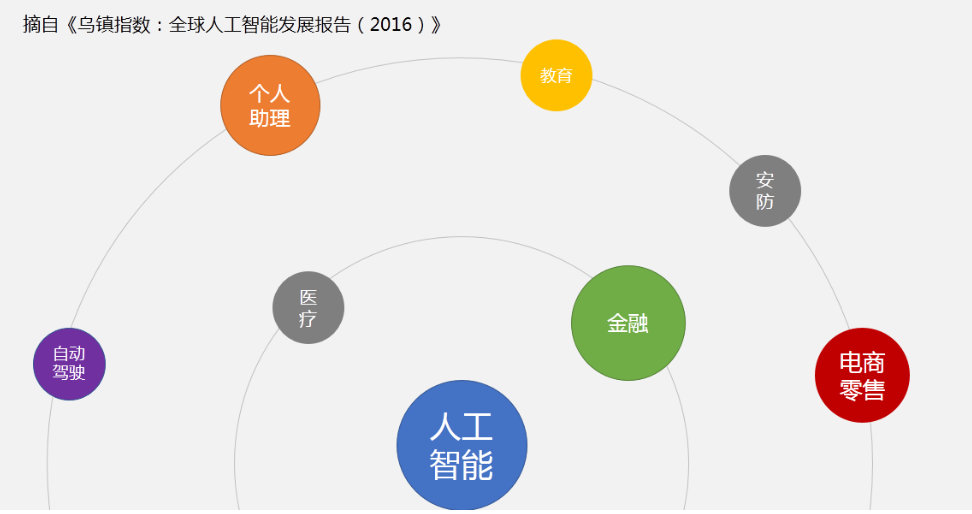 摘自《乌镇指数：全球人工智能发展报告（2016）》
个人
助理
教育
安
防
医
疗
金融
自动
驾驶
电商
零售
人工
智能